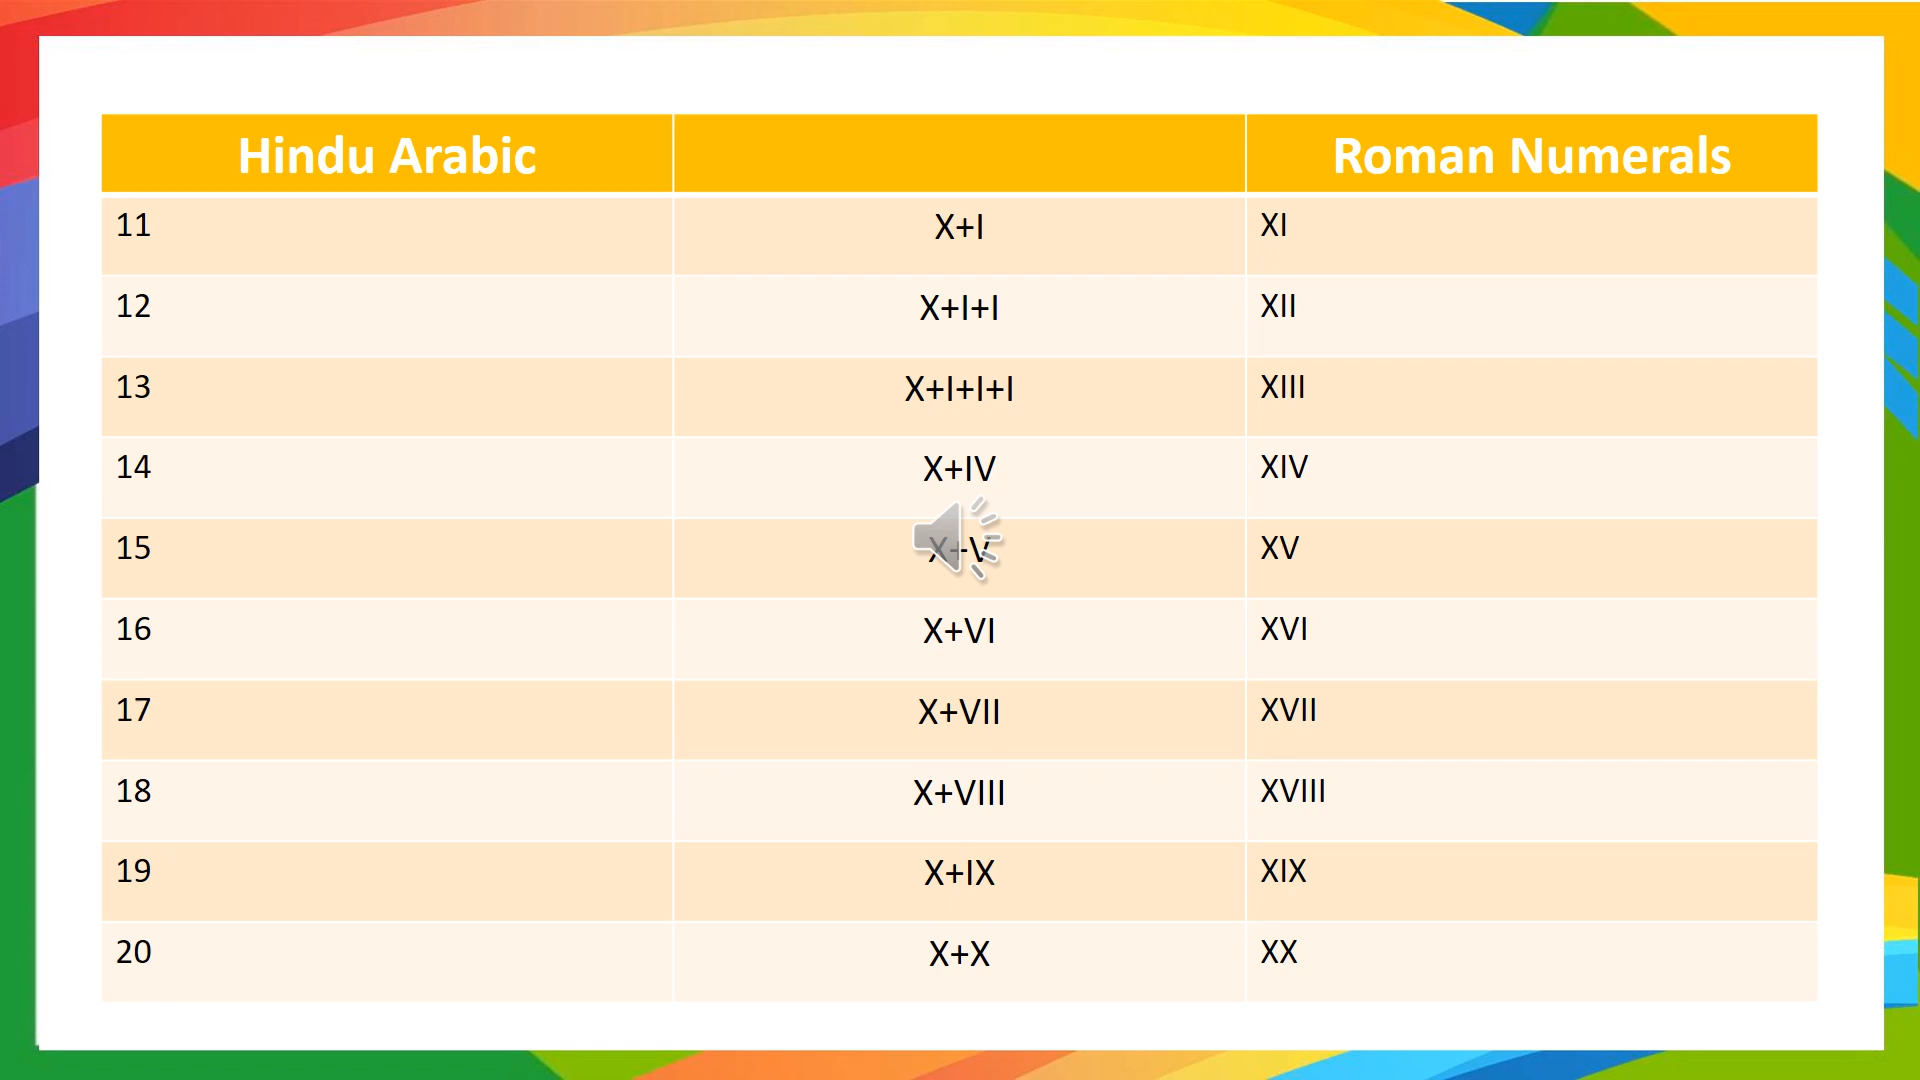 Hindu Arabic Roman Numerals
11 X+I XI
12 X+I+I XII
13 X+I+I+I XIII
14 X+IV XIV
15 X+V XV
16 X+VI XVI
17 X+VII XVII
18 X+VIII XVIII
19 X+IX XIX
20 X+X XX